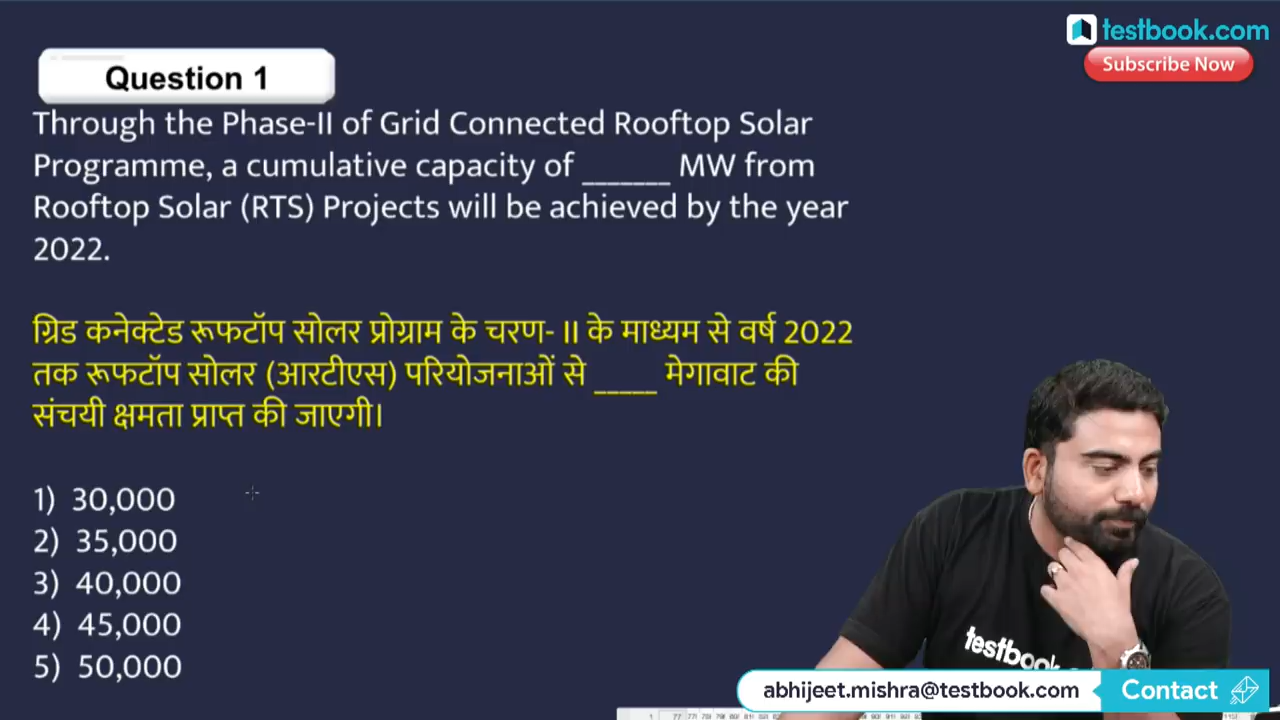 testbook.com
Subscribe Now
Question 1
Through the Phase-II of Grid Connected Rooftop Solar
Programme, a cumulative capacity of _______ MW from
Rooftop Solar (RTS) Projects will be achieved by the year
2022.
ग्रिड कनेक्टेड रूफटॉप सोलर प्रोग्राम के चरण- II के माध्यम से वर्ष 2022
तक रूफटॉप सोलर (आरटीएस) परियोजनाओं से _____ मेगावाट की
संचयी क्षमता प्राप्त की जाएगी।
1) 30,000
2) 35,000
3) 40,000
4) 45,000
5) 50,000
testbook
abhijeet.mishra@testbook.com
Contact